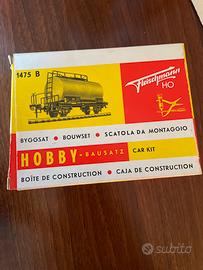 1475 B
Fleischmann
HO
BYGGSAT • BOUWSET • SCATOLA DA MONTAGGIO
HOBBY - BAUSATZ CAR KIT
BOÎTE DE CONSTRUCTION • CAJA DE CONSTRUCCION
subito